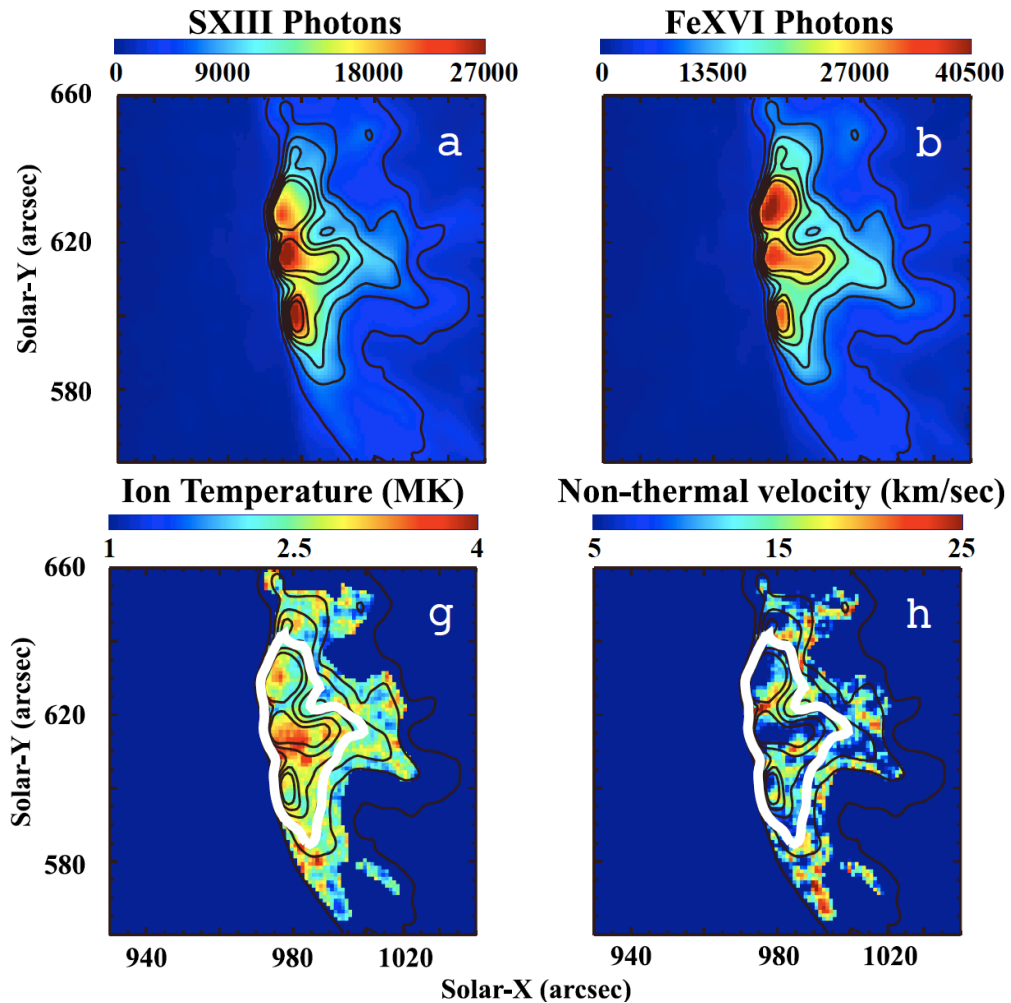 SXIII Photons FeXVI Photons
0 9000 18000 27000 0 13500 27000 40500
660
a b
620
580
Solar-Y (arcsec)
Ion Temperature (MK) Non-thermal velocity (km/sec)
1 2.5 4 5 15 25
660
g h
620
580
Solar-Y (arcsec)
940 980 1020 940 980 1020
Solar-X (arcsec)